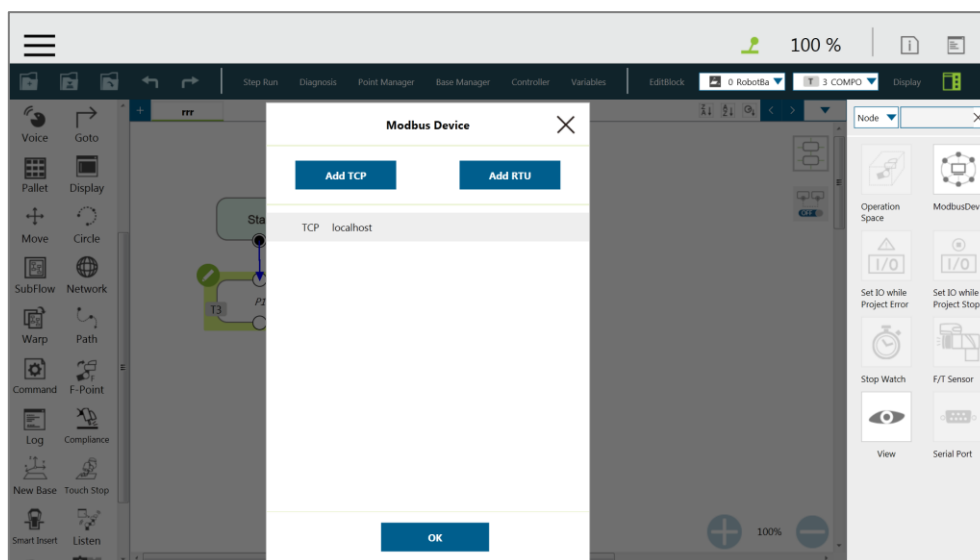 100 %
Step Run Diagnosis Point Manager Base Manager Controller Variables EditBlock 0 RobotBa T 3 COMPO Display
Voice Goto
Pallet Display
Move Circle
SubFlow Network
Warp Path
Command F-Point
Log Compliance
New Base Touch Stop
Smart Insert Listen
+ rrr
Sta
T3 P1
Modbus Device
Add TCP Add RTU
TCP localhost
OK
100%
Node
Operation
Space
ModbusDev
I/O I/O
Set IO while
Project Error
Set IO while
Project Stop
Stop Watch F/T Sensor
View Serial Port
OFF